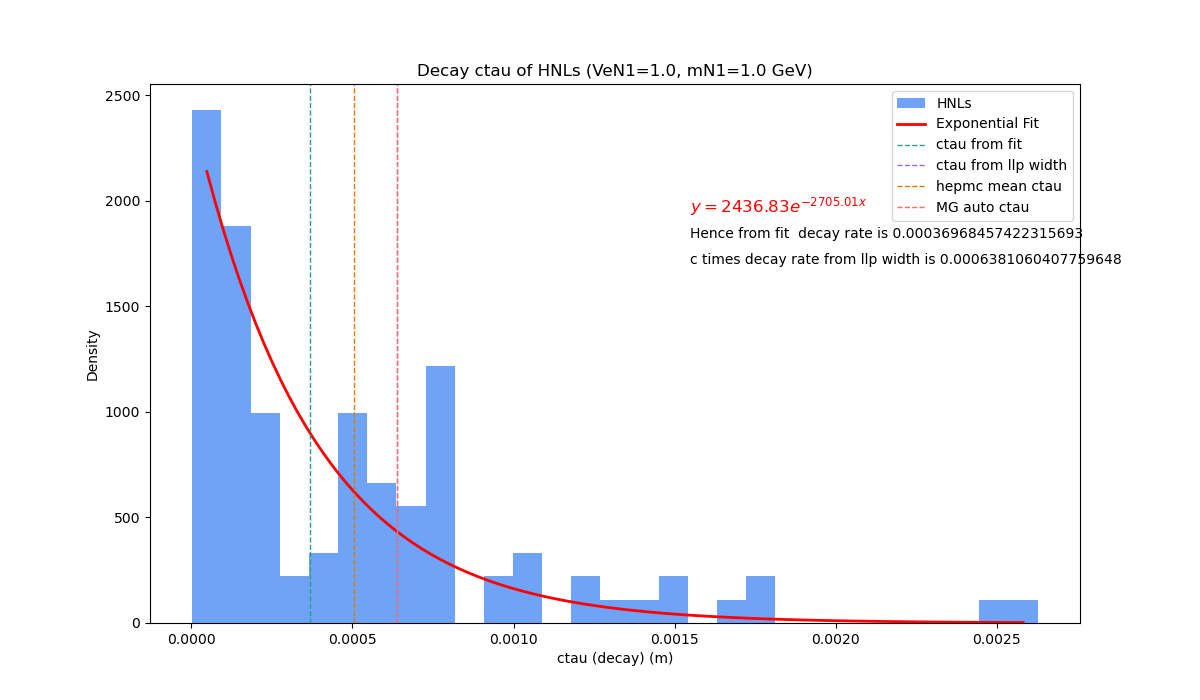 Decay ctau of HNLs (VeN1=1.0, mN1=1.0 GeV)
2500
2000
1500
1000
500
0
Density
HNLs
Exponential Fit
ctau from fit
ctau from llp width
hepmc mean ctau
MG auto ctau
y = 2436.83e^{-2705.01x}
Hence from fit  decay rate is 0.00036968457422315693
c times decay rate from llp width is 0.0006381060407759648
0.0000 0.0005 0.0010 0.0015 0.0020 0.0025
ctau (decay) (m)